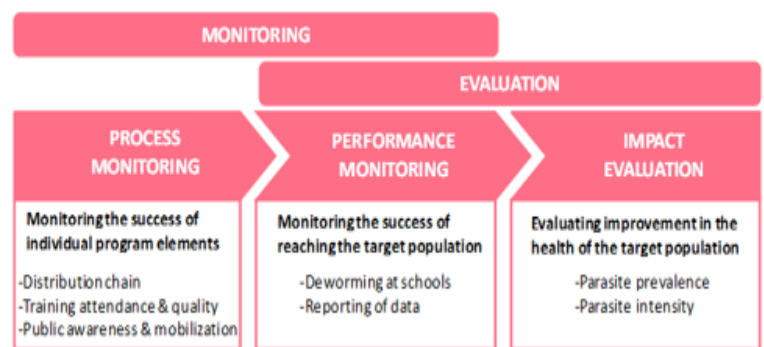 MONITORING
EVALUATION
PROCESS
MONITORING
PERFORMANCE
MONITORING
IMPACT
EVALUATION
Monitoring the success of
individual program elements
-Distribution chain
-Training attendance & quality
-Public awareness & mobilization
Monitoring the success of
reaching the target population
-Deworming at schools
-Reporting of data
Evaluating improvement in the
health of the target population
-Parasite prevalence
-Parasite intensity